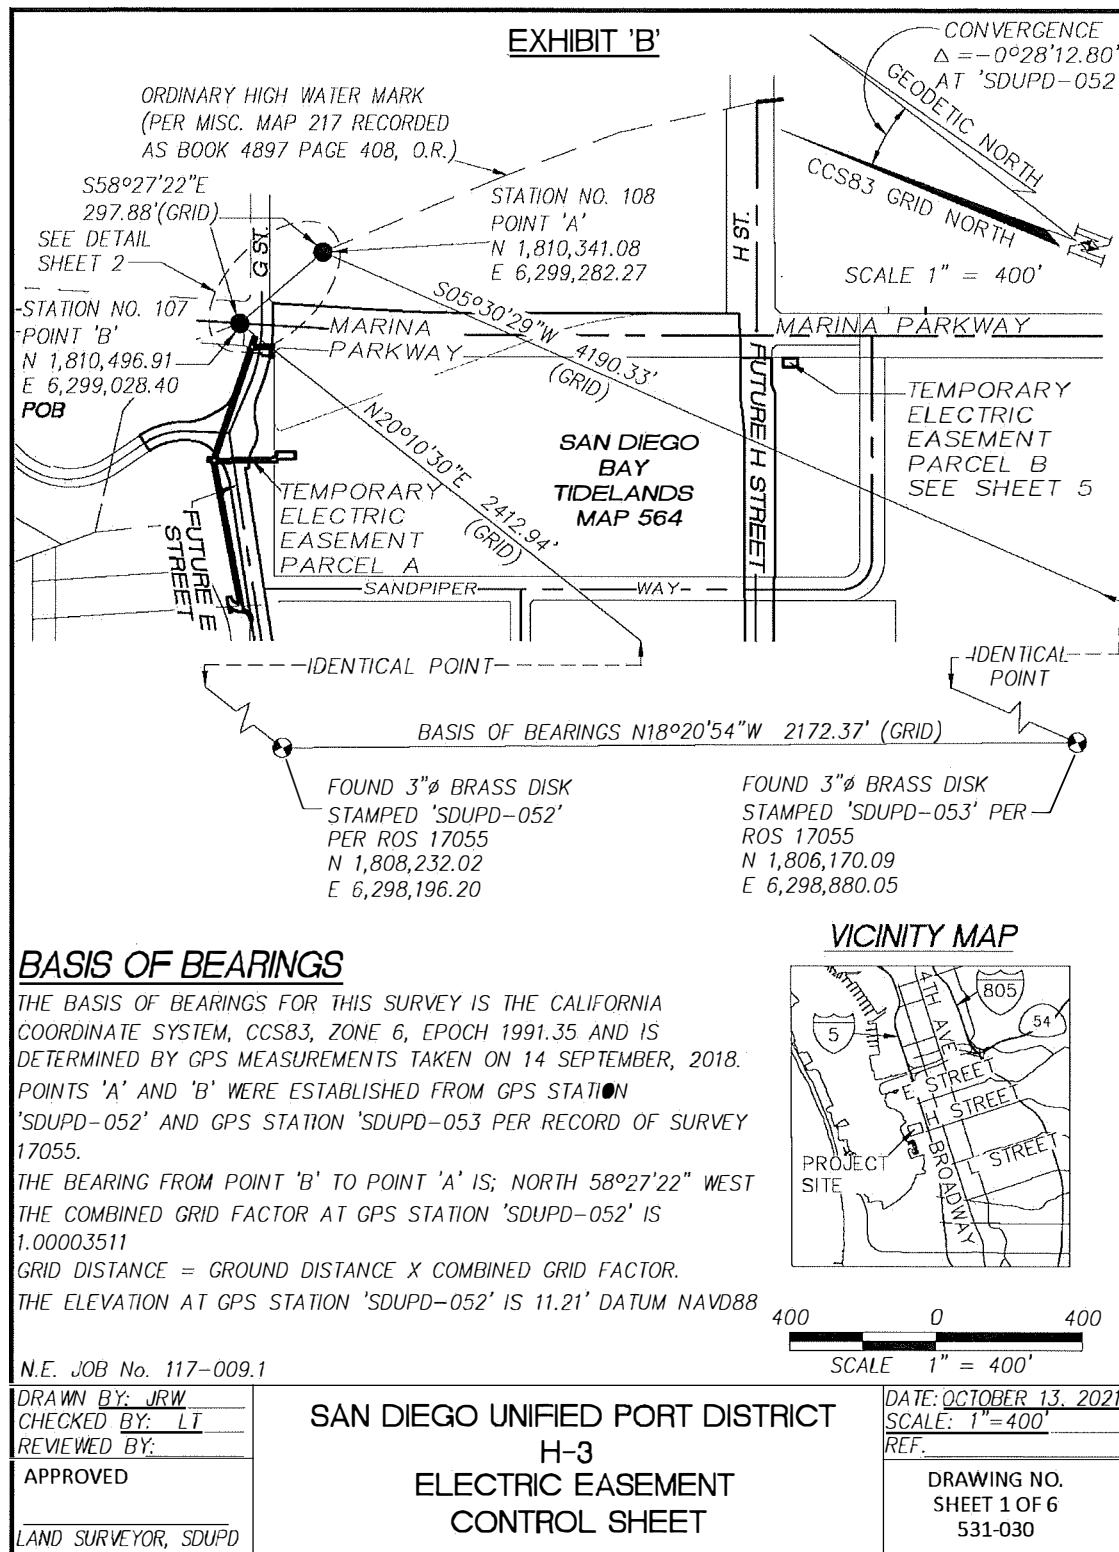 EXHIBIT 'B'
CONVERGENCE
Δ =-0°28'12.80"
AT 'SDUPD-052
GEODETIC NORTH
CCS83 GRID NORTH
SCALE 1" = 400'
ORDINARY HIGH WATER MARK
(PER MISC. MAP 217 RECORDED
AS BOOK 4897 PAGE 408, O.R.)
S58°27'22"E
297.88'(GRID)
SEE DETAIL
SHEET 2
STATION NO. 107
POINT 'B'
N 1,810,496.91
E 6,299,028.40
POB
G ST.
STATION NO. 108
POINT 'A'
N 1,810,341.08
E 6,299,282.27
H ST.
S05°30'29"W 4190.33'
(GRID)
MARINA
PARKWAY
MARINA PARKWAY
N20°10'30"E 2412.94'
(GRID)
SAN DIEGO
BAY
TIDELANDS
MAP 564
FUTURE H STREET
TEMPORARY
ELECTRIC
EASEMENT
PARCEL B
SEE SHEET 5
TEMPORARY
ELECTRIC
EASEMENT
PARCEL A
FUTURE E
STREET
SANDPIPER WAY
IDENTICAL POINT
IDENTICAL
POINT
BASIS OF BEARINGS N18°20'54"W 2172.37' (GRID)
FOUND 3"ø BRASS DISK
STAMPED 'SDUPD-052'
PER ROS 17055
N 1,808,232.02
E 6,298,196.20
FOUND 3"ø BRASS DISK
STAMPED 'SDUPD-053' PER
ROS 17055
N 1,806,170.09
E 6,298,880.05
BASIS OF BEARINGS
THE BASIS OF BEARINGS FOR THIS SURVEY IS THE CALIFORNIA
COORDINATE SYSTEM, CCS83, ZONE 6, EPOCH 1991.35 AND IS
DETERMINED BY GPS MEASUREMENTS TAKEN ON 14 SEPTEMBER, 2018.
POINTS 'A' AND 'B' WERE ESTABLISHED FROM GPS STATION
'SDUPD-052' AND GPS STATION 'SDUPD-053 PER RECORD OF SURVEY
17055.
THE BEARING FROM POINT 'B' TO POINT 'A' IS; NORTH 58°27'22" WEST
THE COMBINED GRID FACTOR AT GPS STATION 'SDUPD-052' IS
1.00003511
GRID DISTANCE = GROUND DISTANCE X COMBINED GRID FACTOR.
THE ELEVATION AT GPS STATION 'SDUPD-052' IS 11.21' DATUM NAVD88
VICINITY MAP
5
4TH AVE
805
54
E STREET
H STREET
L STREET
BROADWAY
PROJECT
SITE
400 0 400
SCALE 1" = 400'
N.E. JOB No. 117-009.1
DRAWN BY: JRW
CHECKED BY: LT
REVIEWED BY:
APPROVED
LAND SURVEYOR, SDUPD
SAN DIEGO UNIFIED PORT DISTRICT
H-3
ELECTRIC EASEMENT
CONTROL SHEET
DATE: OCTOBER 13, 2021
SCALE: 1"=400'
REF.
DRAWING NO.
SHEET 1 OF 6
531-030